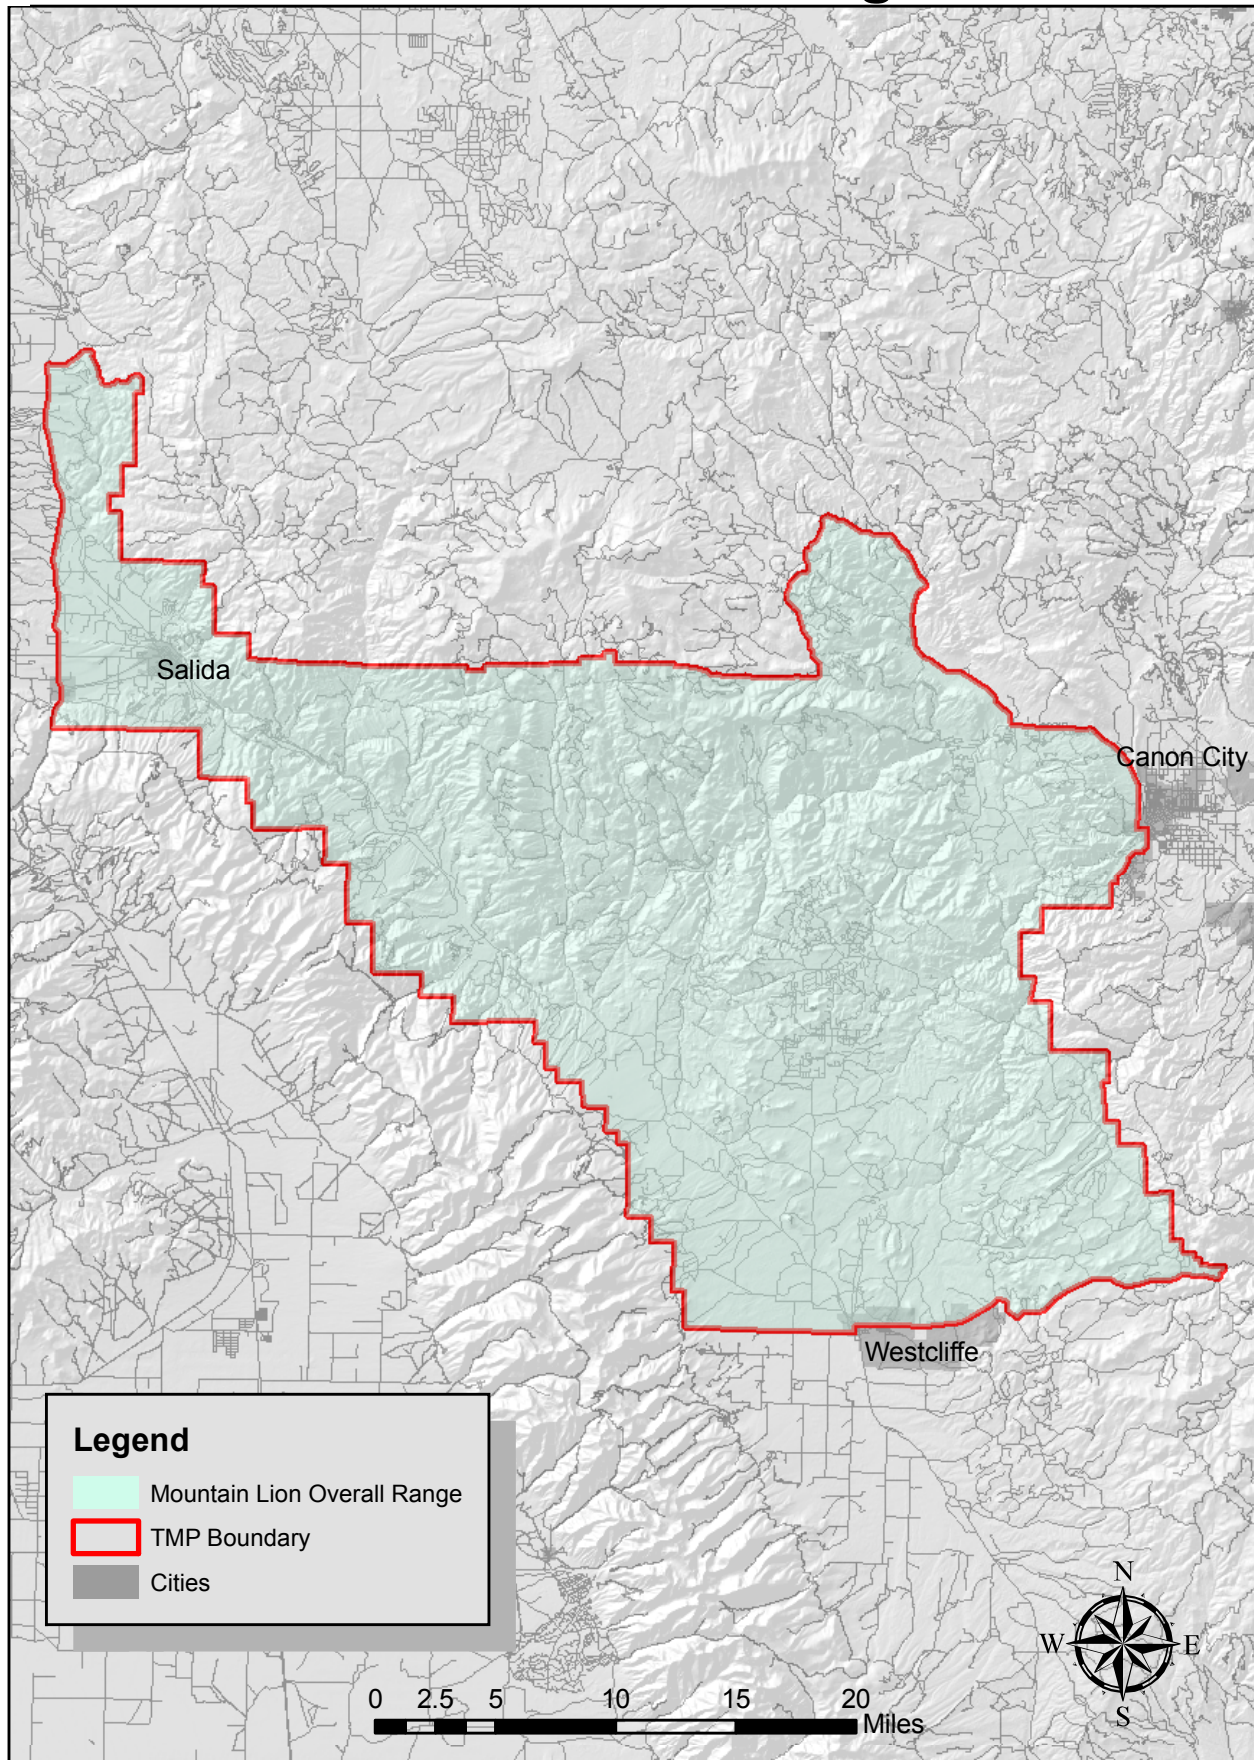 Salida
Canon City
Westcliffe
Legend
Mountain Lion Overall Range
TMP Boundary
Cities
N
W
E
S
0 2.5 5 10 15 20
Miles